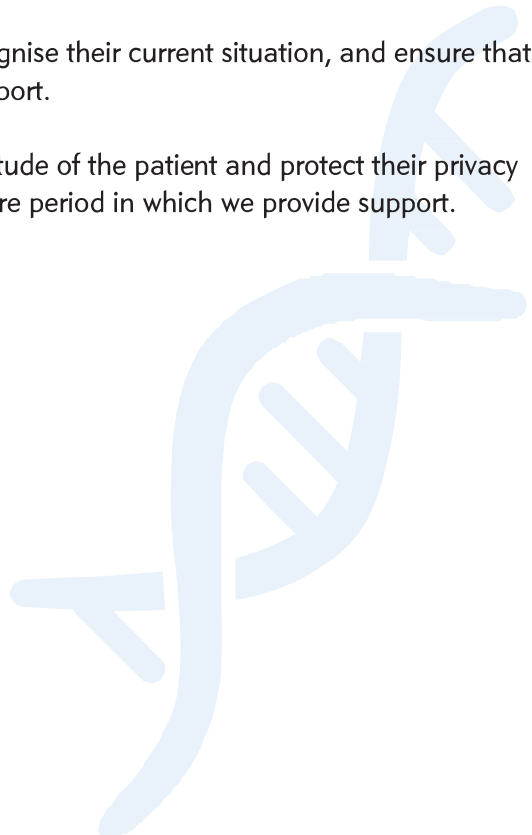 gnise their current situation, and ensure that
port.
tude of the patient and protect their privacy
re period in which we provide support.